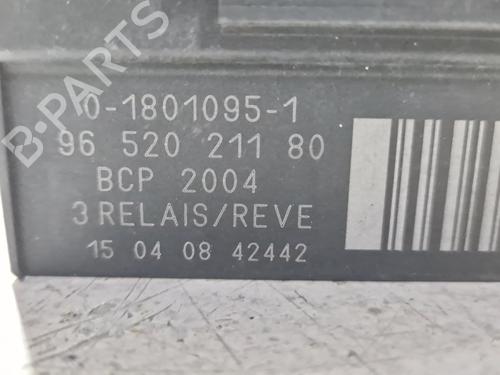 0-1801095-1
96 520 211 80
BCP 2004
3 RELAIS/REVE
15 04 08 42442
B-PARTS